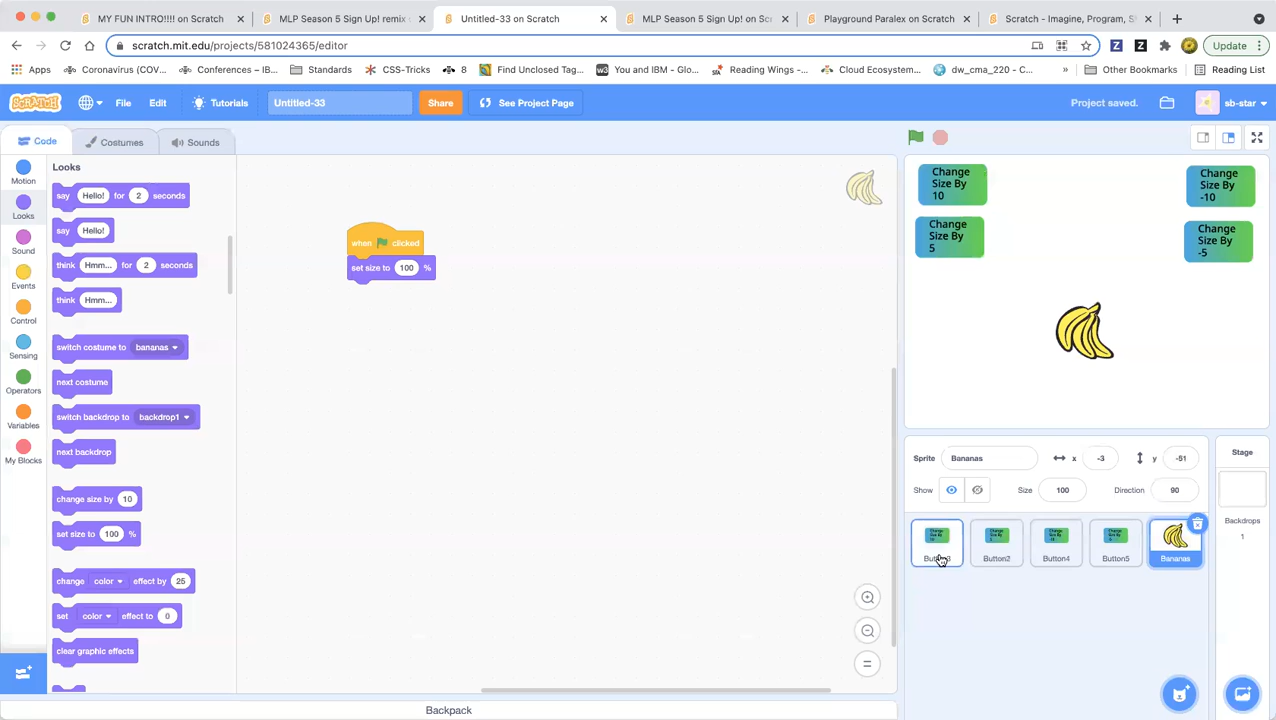 MY FUN INTRO!!!! on Scratch
MLP Season 5 Sign Up! remix
Untitled-33 on Scratch
MLP Season 5 Sign Up! on Sc
Playground Paralex on Scratch
Scratch - Imagine, Program, S
scratch.mit.edu/projects/581024365/editor
Update
Apps
Coronavirus (COV...
Conferences – IB...
Standards
CSS-Tricks
8
Find Unclosed Tag...
w3
You and IBM - Glo...
Reading Wings -...
Cloud Ecosystem...
dw_cma_220 - C...
»
Other Bookmarks
Reading List
SCRATCH
File
Edit
Tutorials
Untitled-33
Share
See Project Page
Project saved.
sb-star
Code
Costumes
Sounds
Motion
Looks
Sound
Events
Control
Sensing
Operators
Variables
My Blocks
Looks
say Hello! for 2 seconds
say Hello!
think Hmm... for 2 seconds
think Hmm...
switch costume to bananas
next costume
switch backdrop to backdrop1
next backdrop
change size by 10
set size to 100 %
change color effect by 25
set color effect to 0
clear graphic effects
when clicked
set size to 100 %
Change
Size By
10
Change
Size By
5
Change
Size By
-10
Change
Size By
-5
Sprite
Bananas
x
-3
y
-51
Show
Size
100
Direction
90
Button2
Button4
Button5
Bananas
Stage
Backdrops
1
Backpack